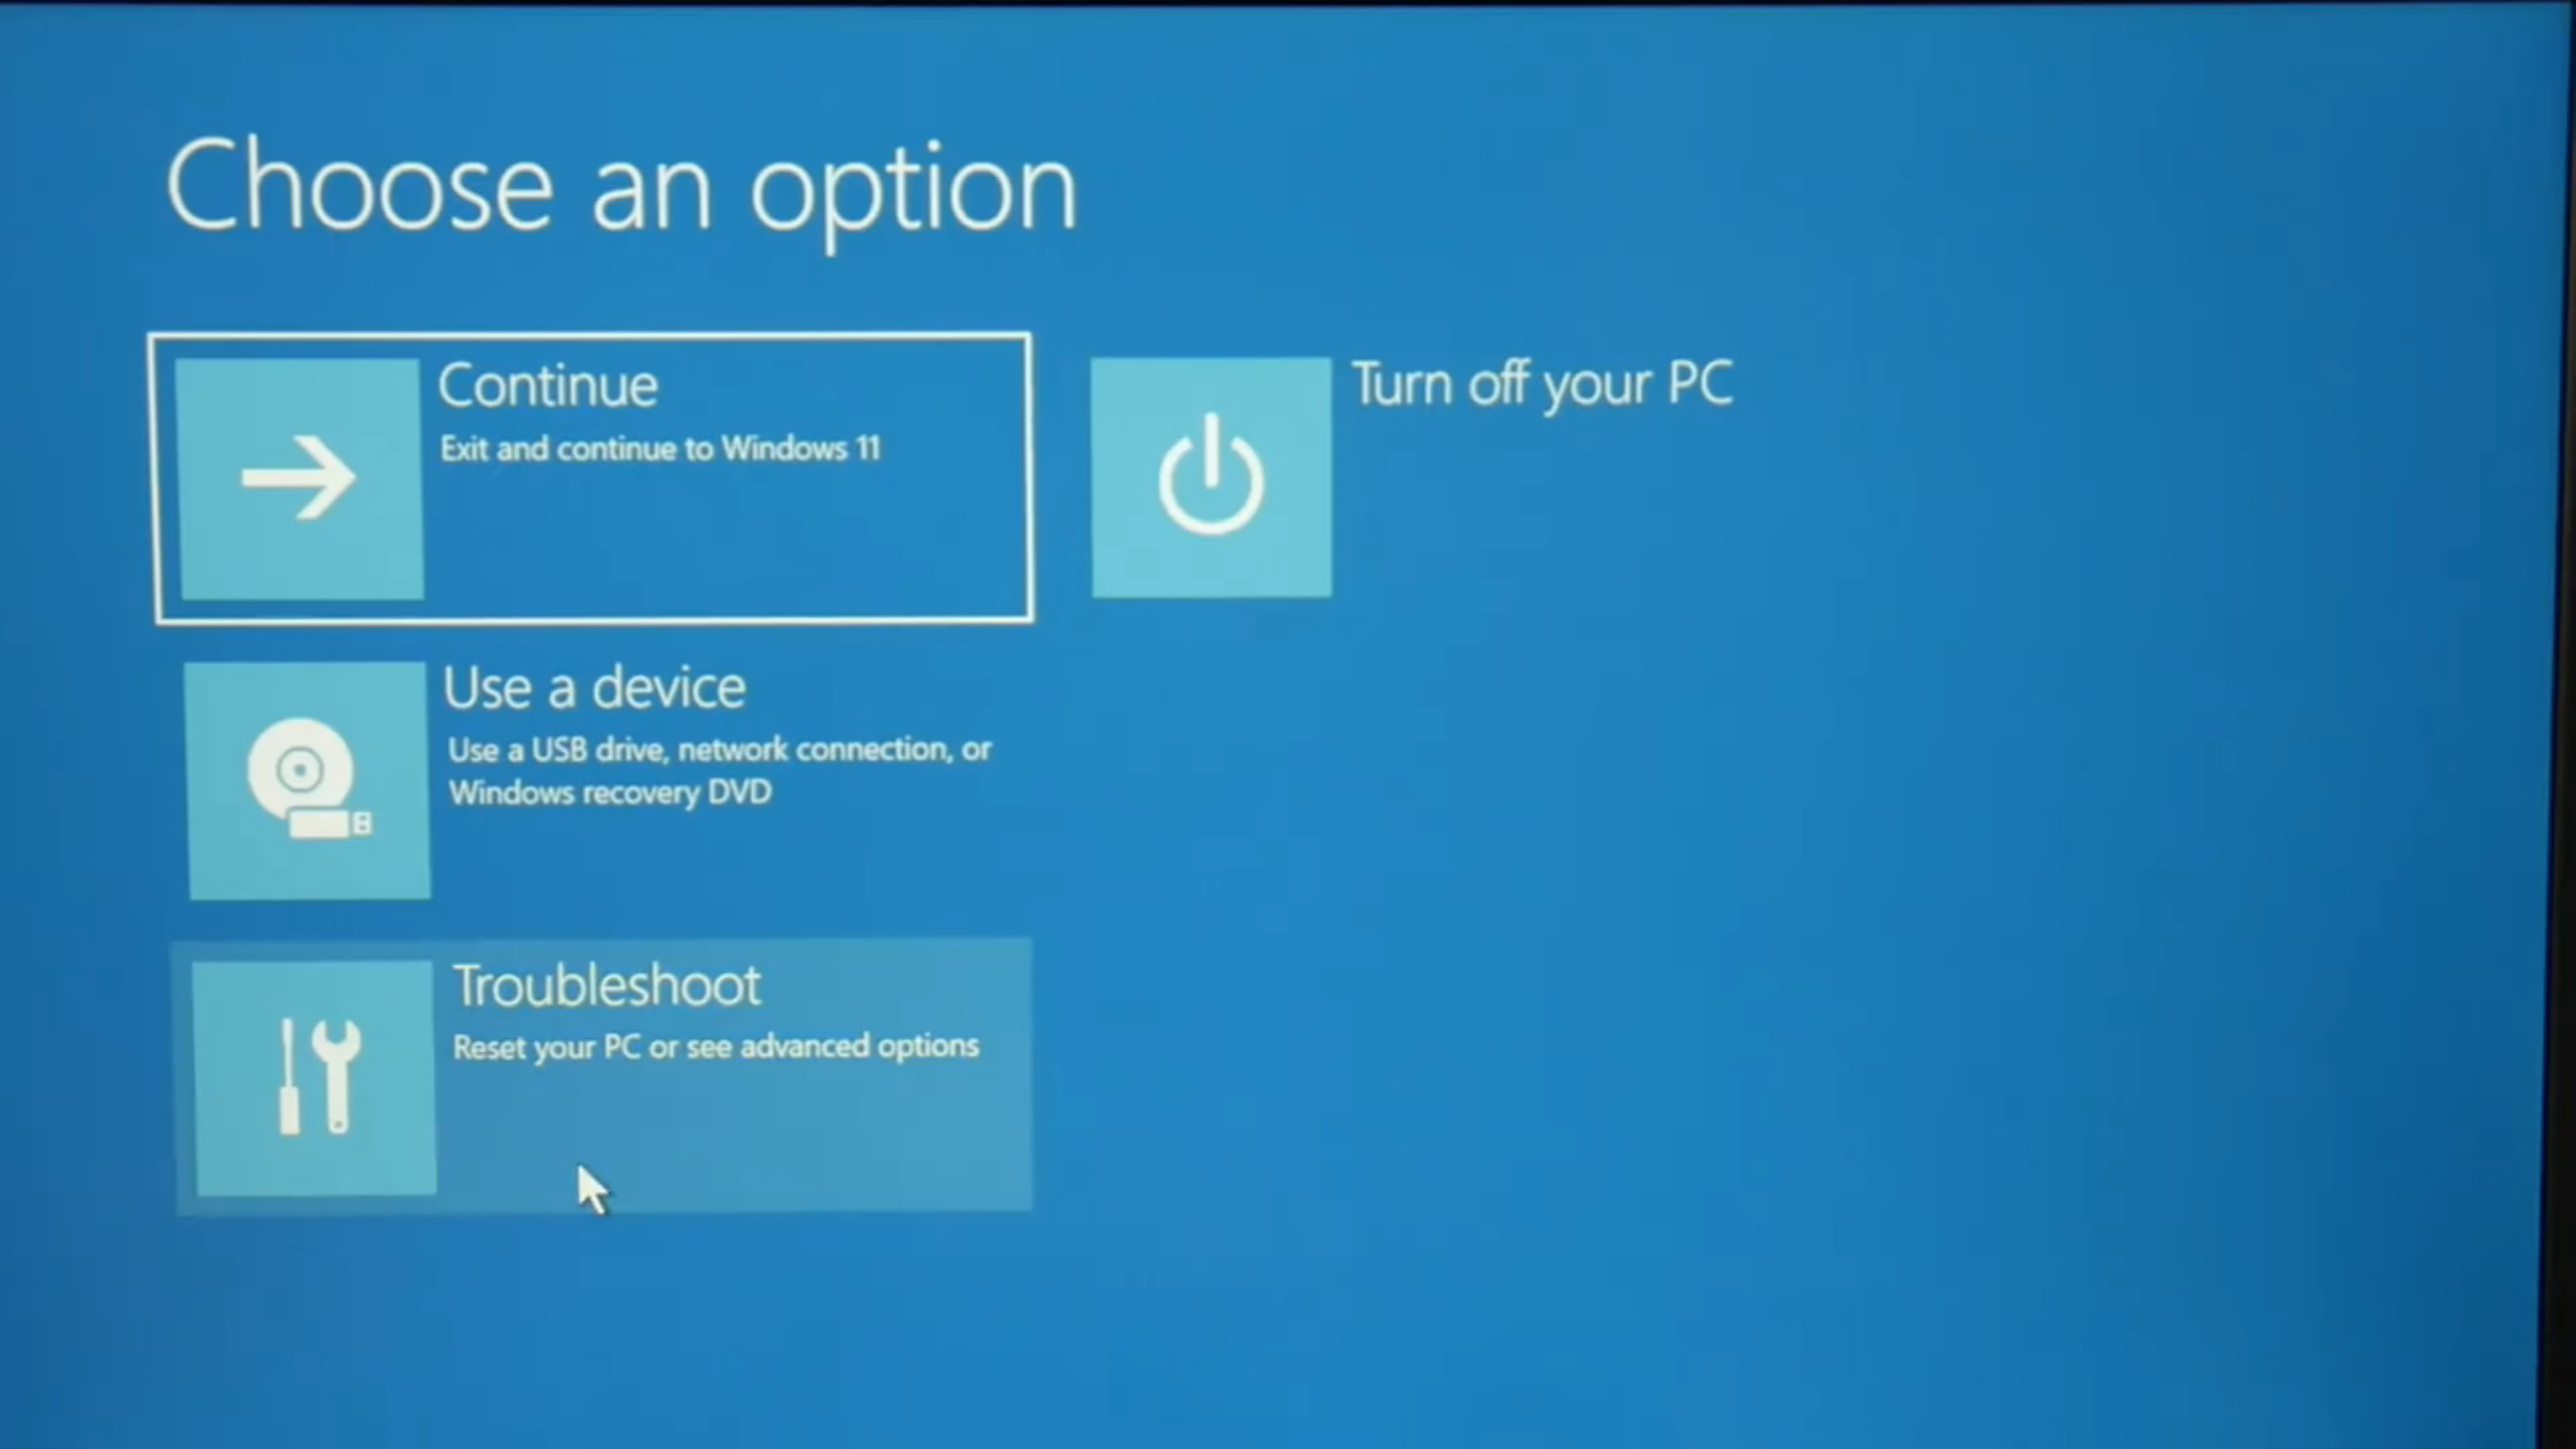 Choose an option
Continue
Exit and continue to Windows 11
Turn off your PC
Use a device
Use a USB drive, network connection, or
Windows recovery DVD
Troubleshoot
Reset your PC or see advanced options